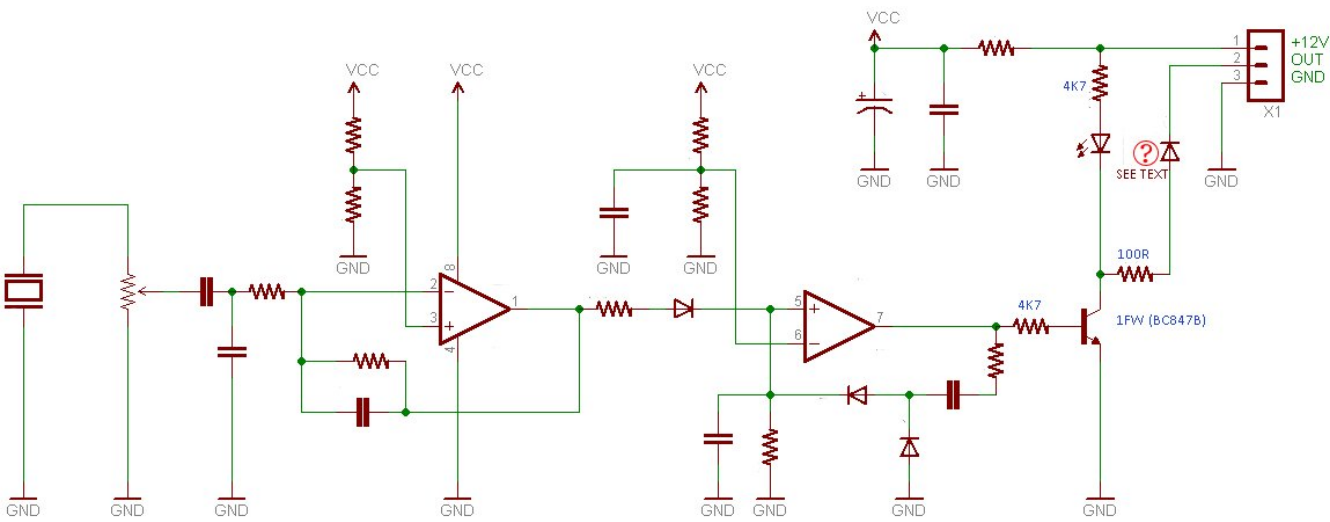 VCC
1
+12V
2
OUT
3
GND
X1
VCC
VCC
VCC
4K7
+
GND
GND
?
SEE TEXT
GND
GND
GND
GND
8
2
−
1
3
+
4
5
+
7
6
−
100R
4K7
1FW (BC847B)
GND
GND
GND
GND
GND
GND
GND
GND